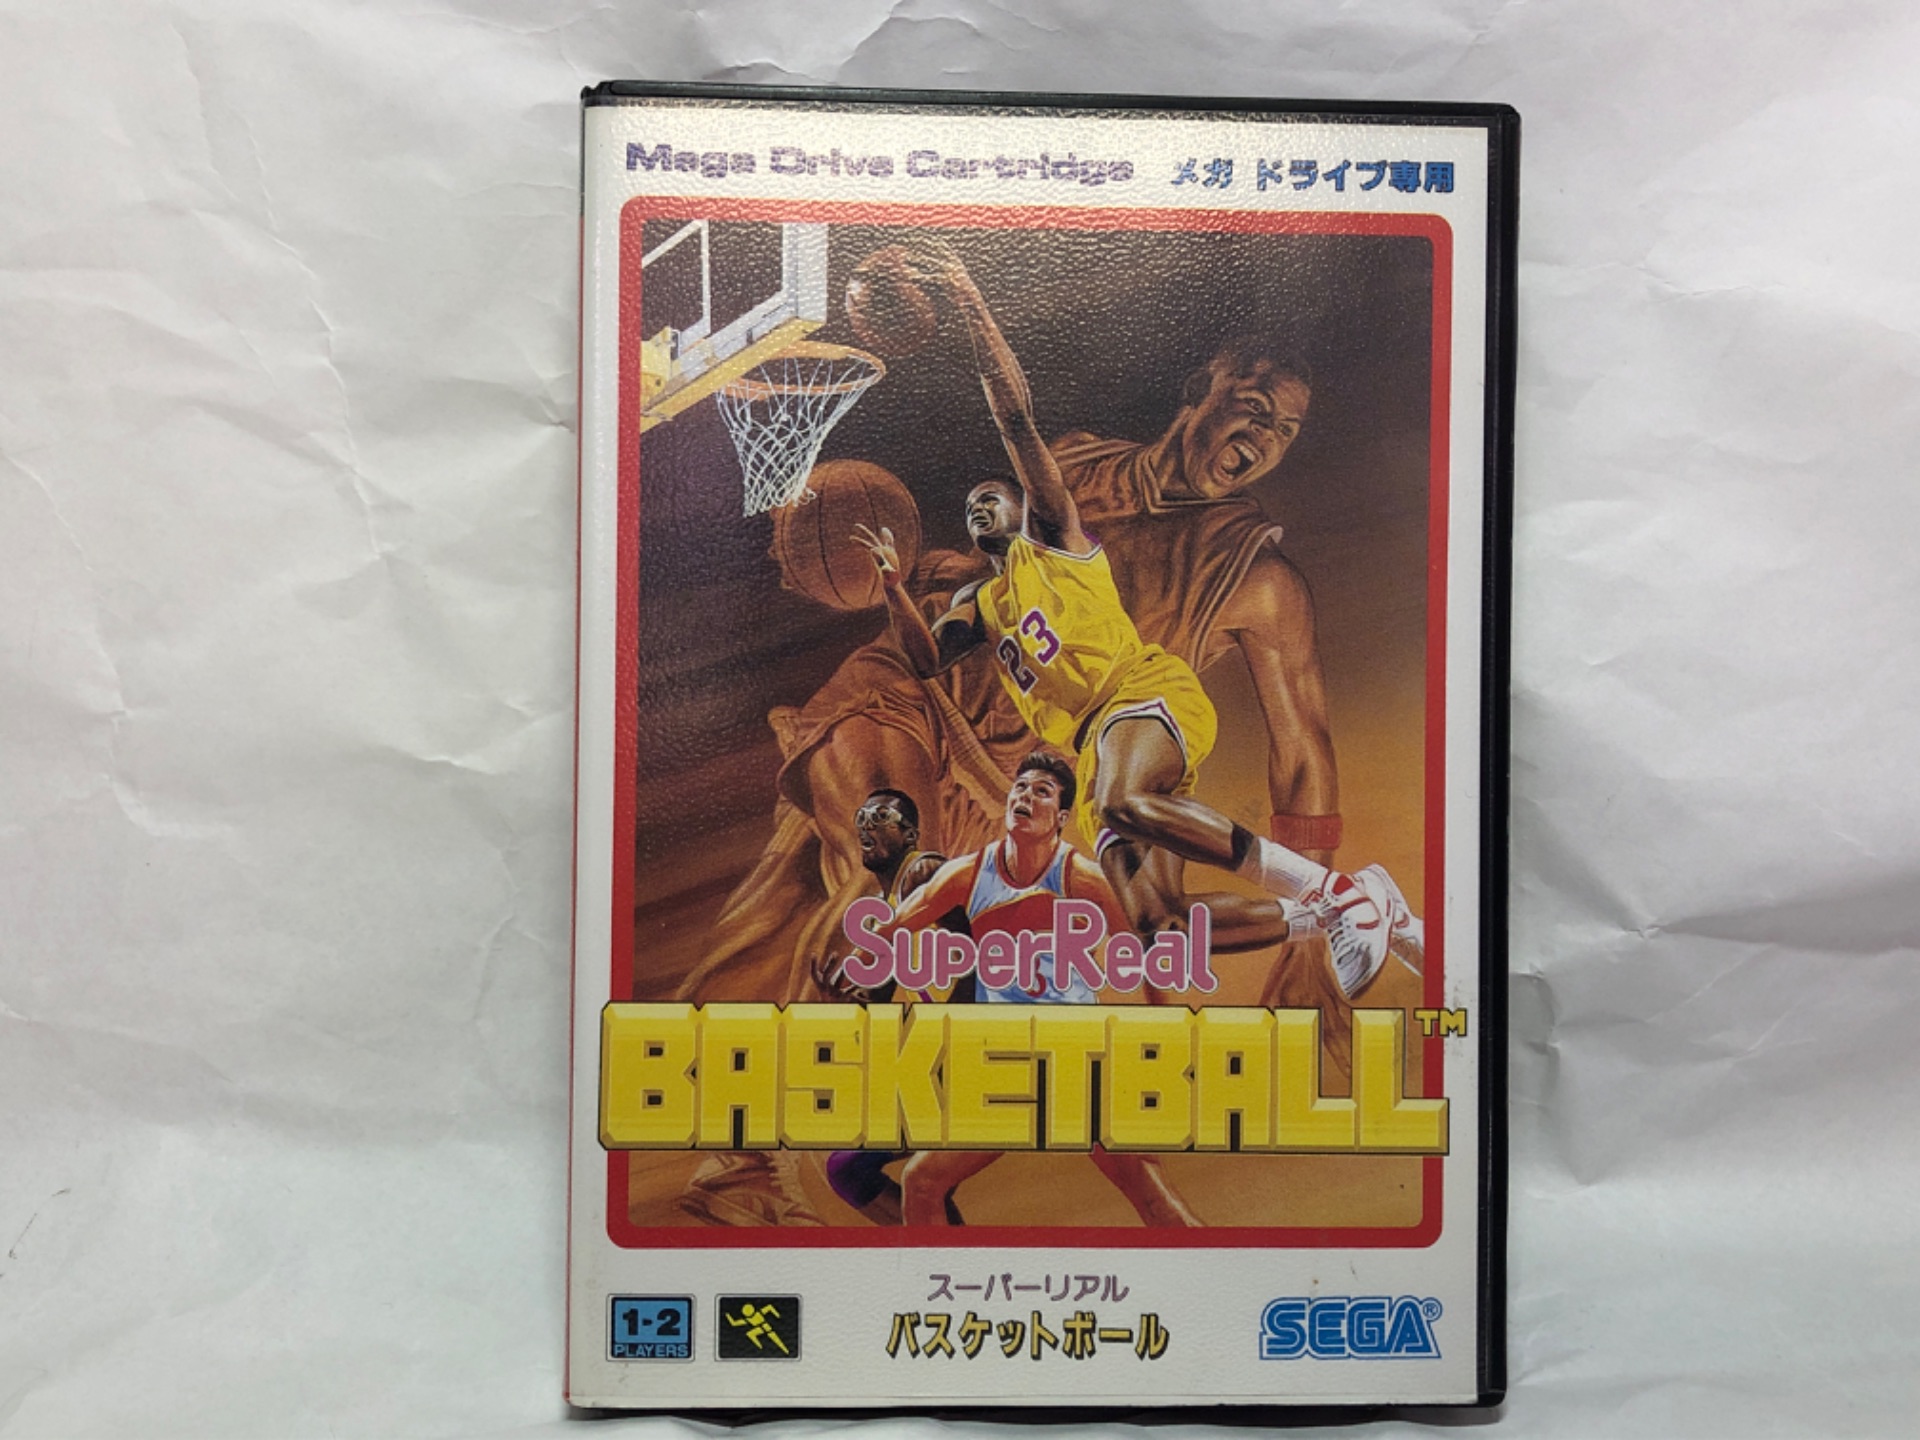 Mega Drive Cartridge メガ ドライブ専用
23
Super Real
BASKETBALL™
スーパーリアル
バスケットボール
1-2
PLAYERS
SEGA®